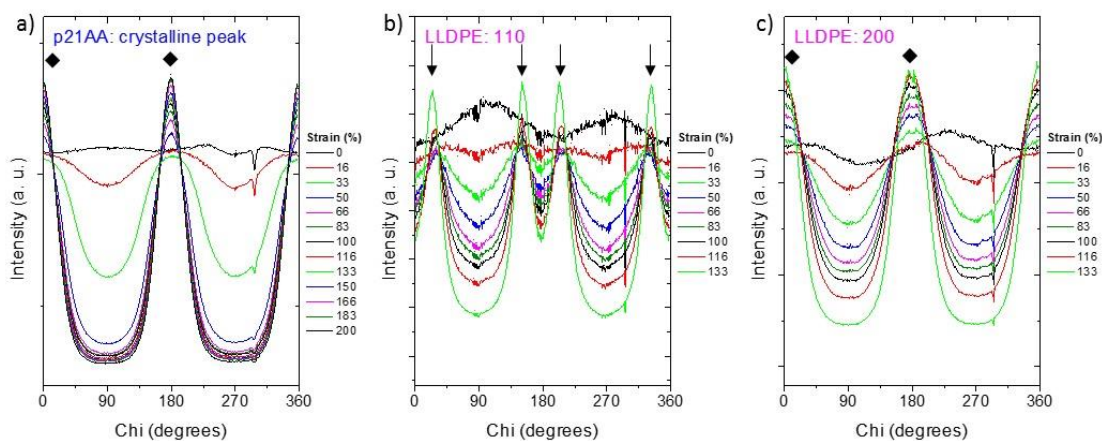 a)
p21AA: crystalline peak
Intensity (a. u.)
Strain (%)
0
16
33
50
66
83
100
116
133
150
166
183
200
0 90 180 270 360
Chi (degrees)
b)
LLDPE: 110
Intensity (a. u.)
Strain (%)
0
16
33
50
66
83
100
116
133
0 90 180 270 360
Chi (degrees)
c)
LLDPE: 200
Intensity (a. u.)
Strain (%)
0
16
33
50
66
83
100
116
133
0 90 180 270 360
Chi (degrees)